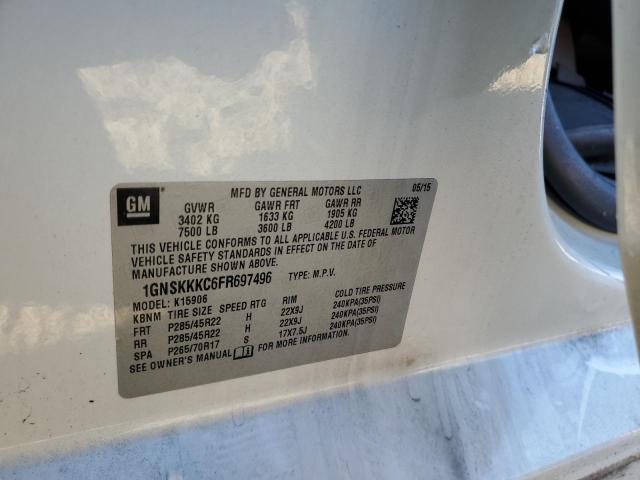 GM
MFD BY GENERAL MOTORS LLC 05/15
GVWR GAWR FRT GAWR RR
3402 KG 1633 KG 1905 KG
7500 LB 3600 LB 4200 LB
THIS VEHICLE CONFORMS TO ALL APPLICABLE U.S. FEDERAL MOTOR
VEHICLE SAFETY STANDARDS IN EFFECT ON THE DATE OF
MANUFACTURE SHOWN ABOVE.
1GNSKKKC6FR697496 TYPE: M.P.V.
MODEL: K15906
KBNM TIRE SIZE SPEED RTG RIM COLD TIRE PRESSURE
FRT P285/45R22 H 22X9J 240KPA(35PSI)
RR P285/45R22 H 22X9J 240KPA(35PSI)
SPA P265/70R17 S 17X7.5J 240KPA(35PSI)
SEE OWNER'S MANUAL FOR MORE INFORMATION.